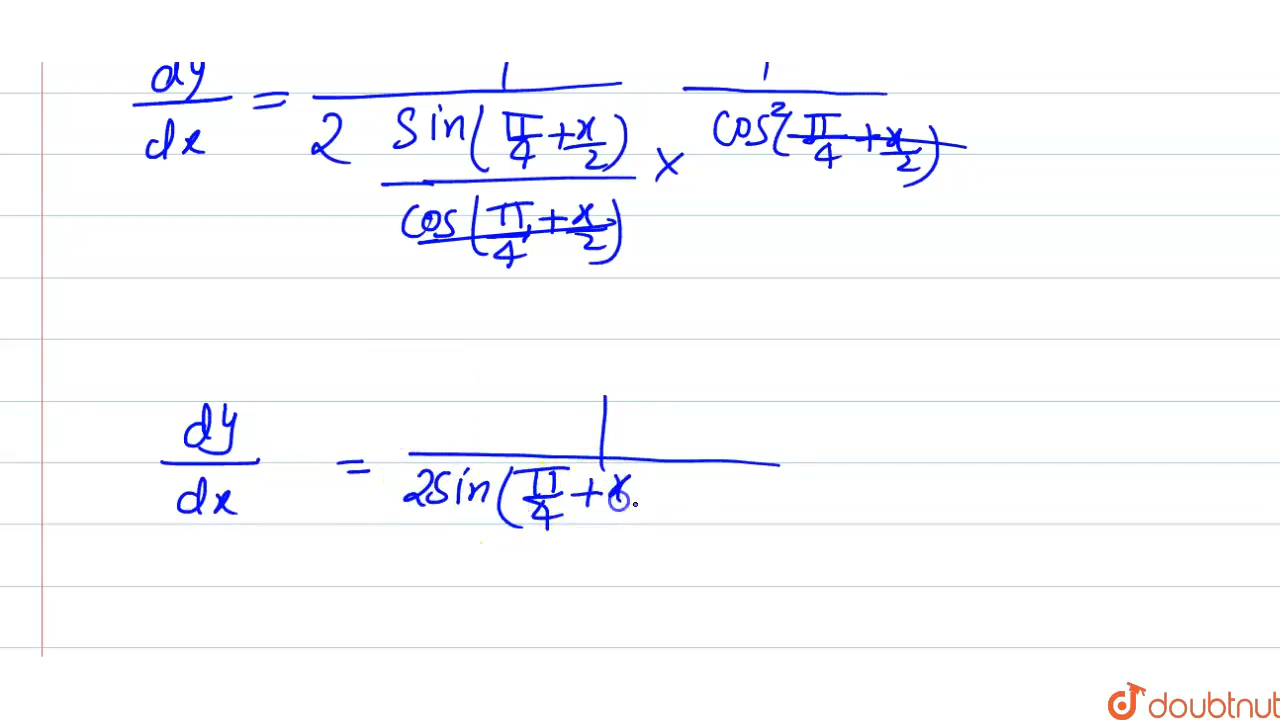 dy/dx = 1/(2 sin(π/4 + x/2)/cos(π/4 + x/2)) × 1/cos²(π/4 + x/2)
dy/dx = 1/2sin(π/4 + x
doubtnut